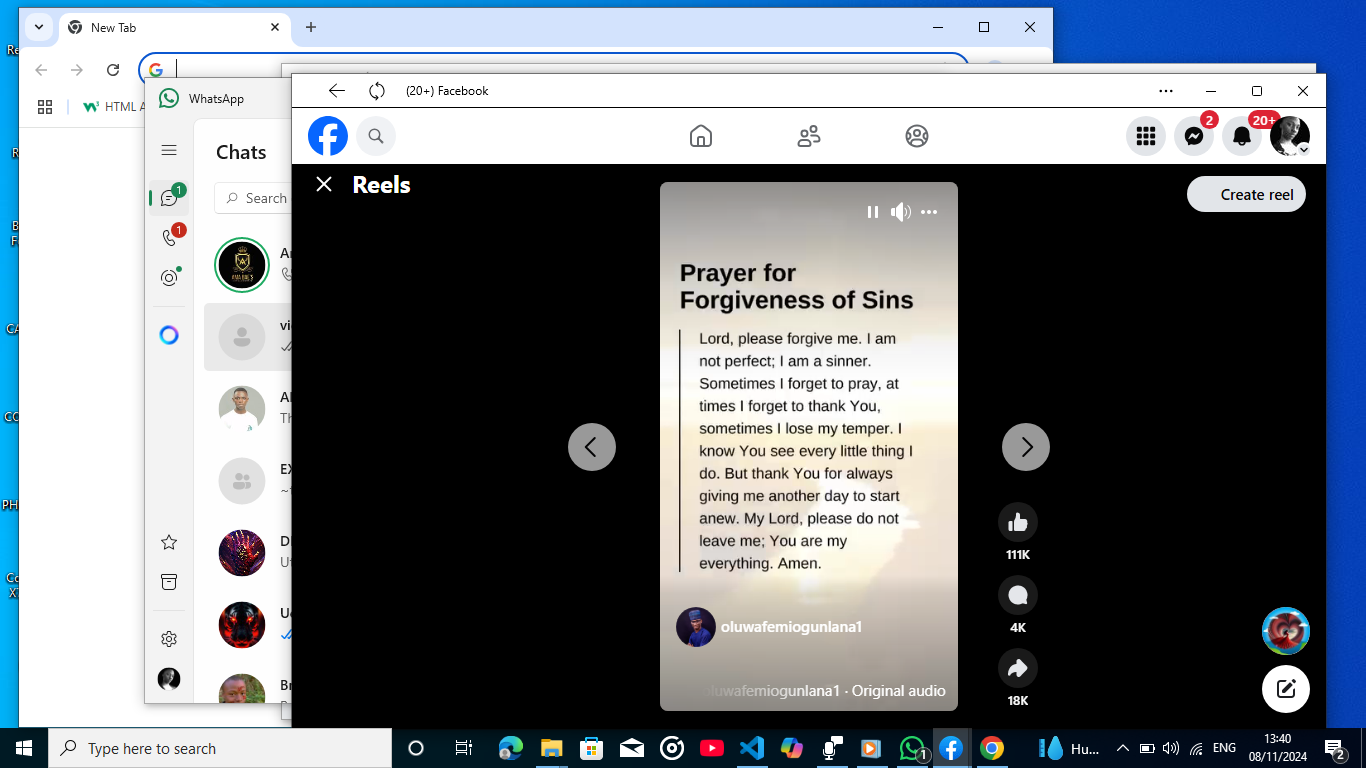 New Tab
HTML
WhatsApp
Chats
Search
(20+) Facebook
2
20+
1
1
Reels
Create reel
Prayer for
Forgiveness of Sins
Lord, please forgive me. I am
not perfect; I am a sinner.
Sometimes I forget to pray, at
times I forget to thank You,
sometimes I lose my temper. I
know You see every little thing I
do. But thank You for always
giving me another day to start
anew. My Lord, please do not
leave me; You are my
everything. Amen.
oluwafemiogunlana1
oluwafemiogunlana1 · Original audio
111K
4K
18K
Type here to search
1
Hu...
ENG
13:40
08/11/2024
2